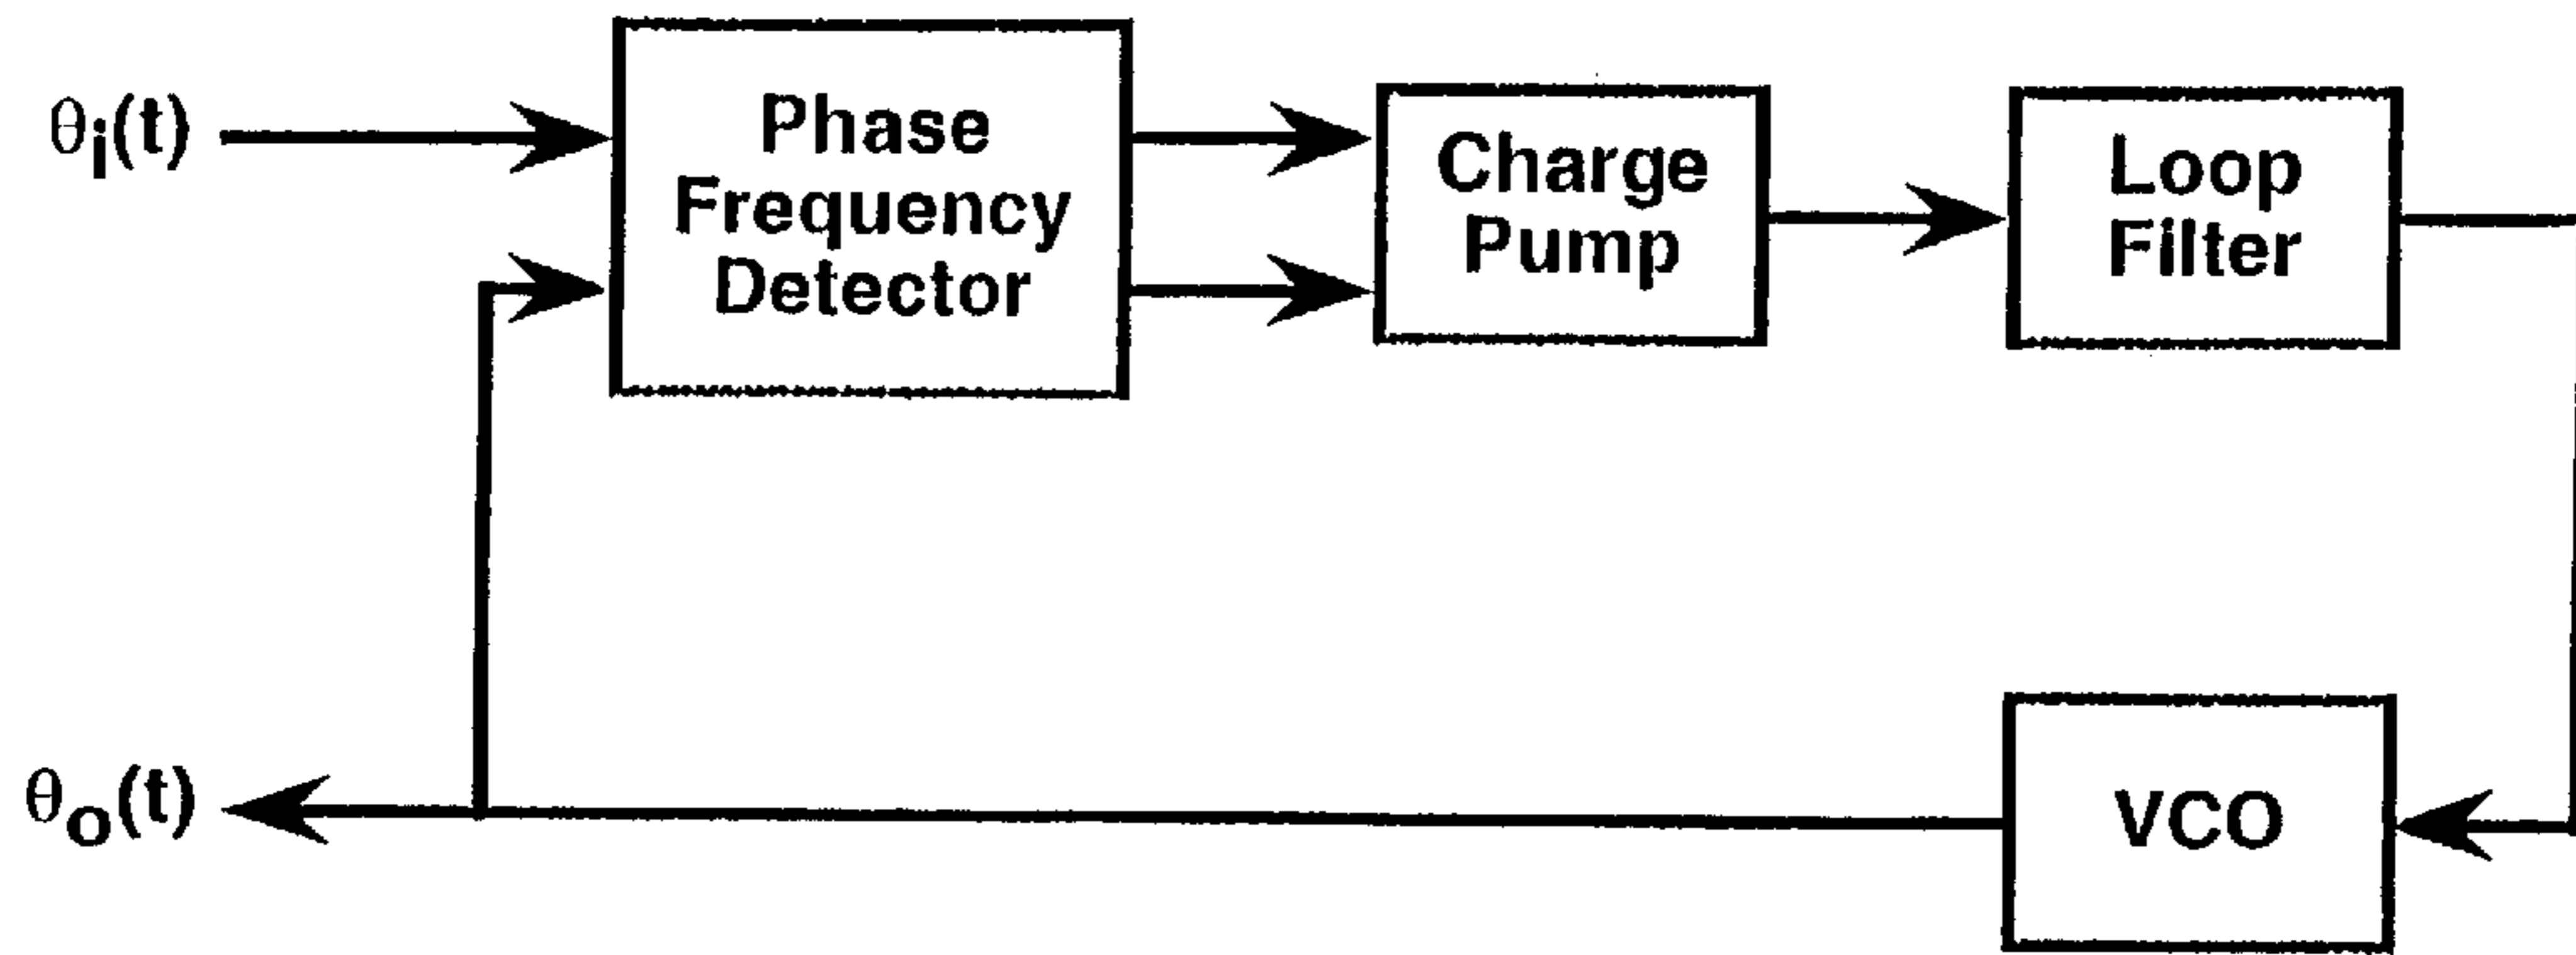 θi(t)
Phase
Frequency
Detector
Charge
Pump
Loop
Filter
θo(t)
VCO